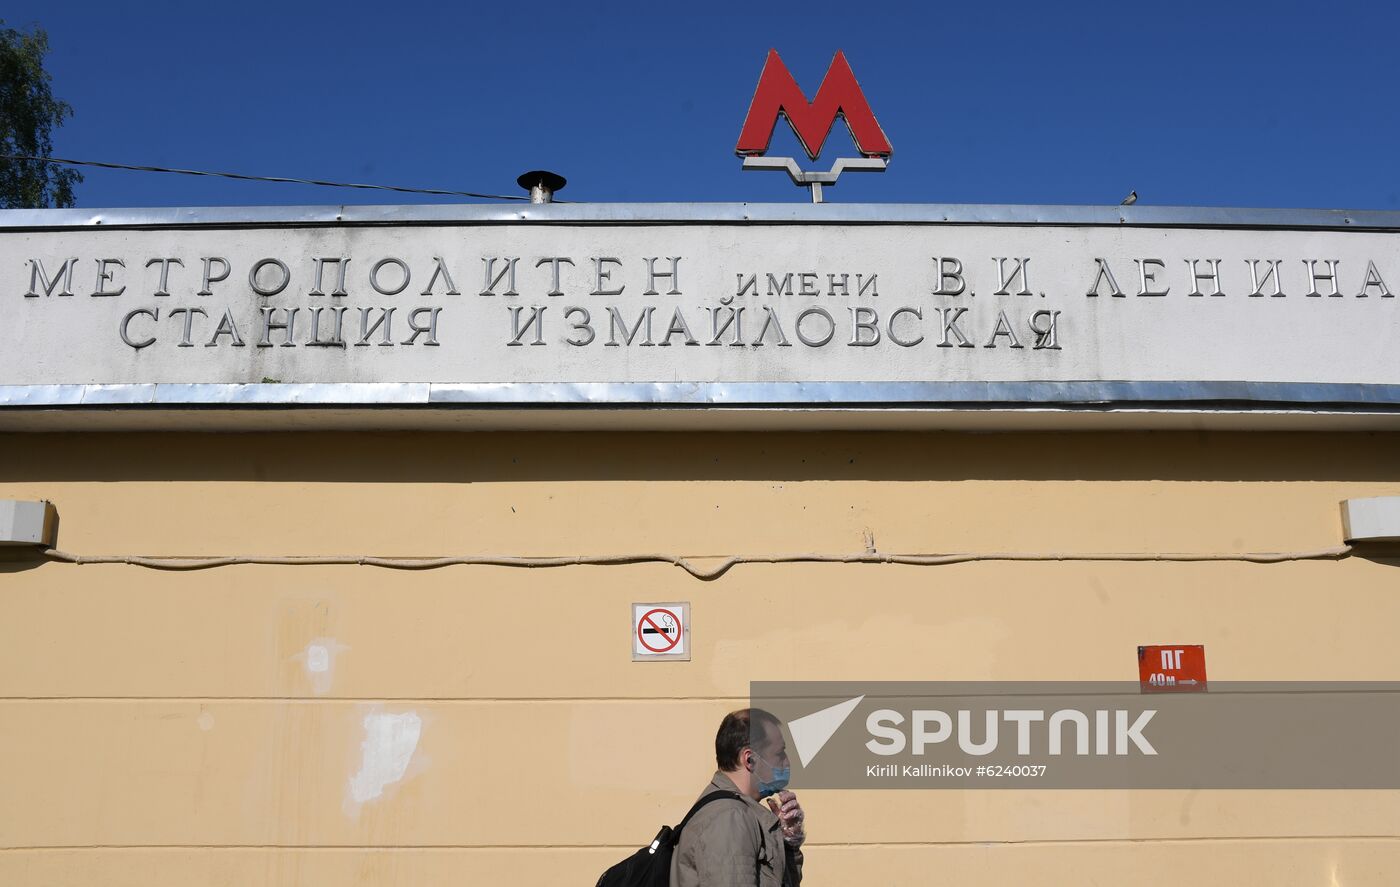 М
МЕТРОПОЛИТЕН ИМЕНИ В. И. ЛЕНИНА
СТАНЦИЯ ИЗМАЙЛОВСКАЯ
ПГ
40м→
SPUTNIK
Kirill Kallinikov ※ 6240037